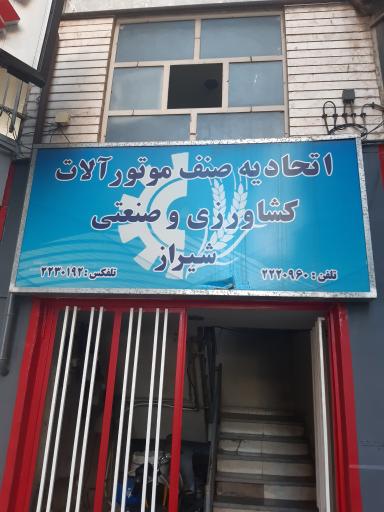 اتحادیه صنف موتورآلات
کشاورزی و صنعتی
شیراز
تلفن: ۲۲۲۰۹۶۰ تلفکس: ۲۲۳۰۱۹۲